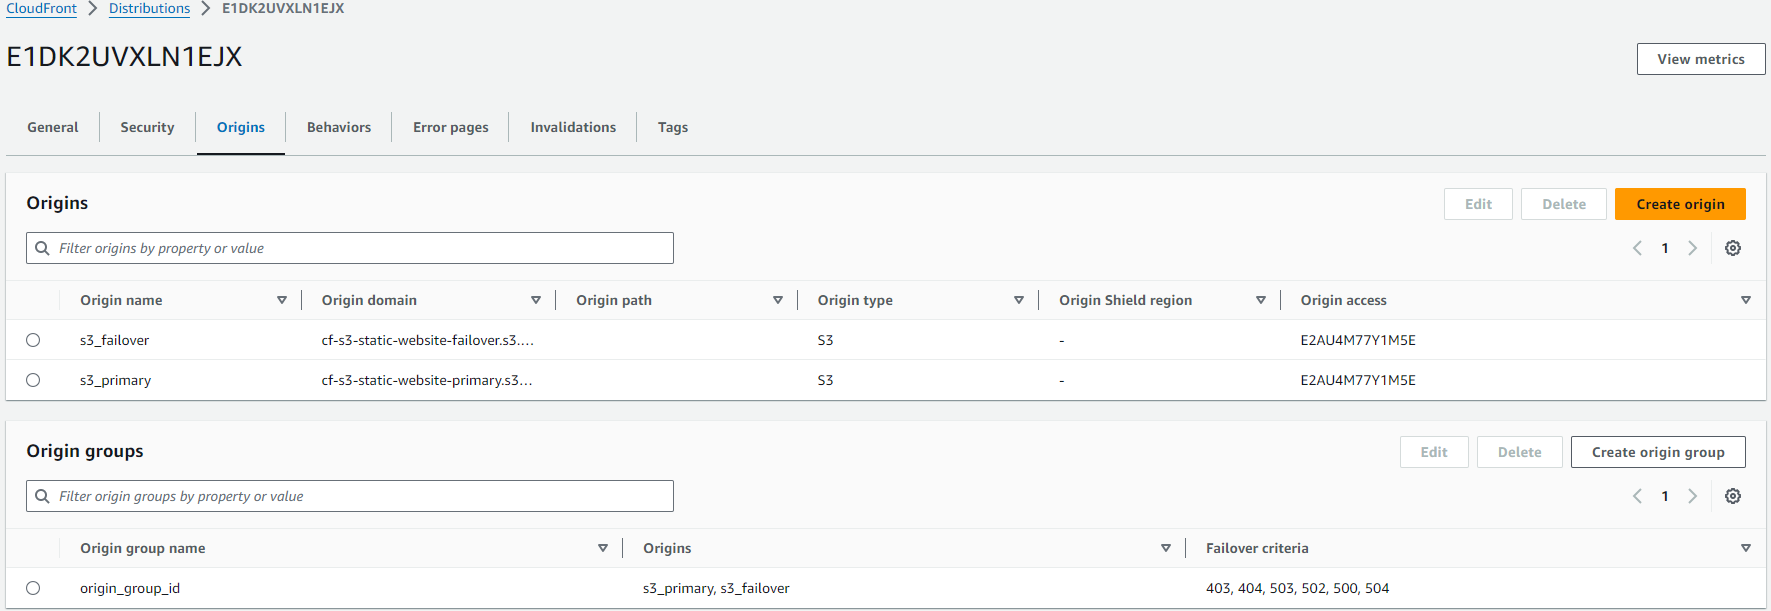 CloudFront > Distributions > E1DK2UVXLN1EJX
E1DK2UVXLN1EJX
View metrics
General Security Origins Behaviors Error pages Invalidations Tags
Origins
Edit Delete Create origin
Filter origins by property or value
1
Origin name Origin domain Origin path Origin type Origin Shield region Origin access
s3_failover cf-s3-static-website-failover.s3.... S3 - E2AU4M77Y1M5E
s3_primary cf-s3-static-website-primary.s3... S3 - E2AU4M77Y1M5E
Origin groups
Edit Delete Create origin group
Filter origin groups by property or value
1
Origin group name Origins Failover criteria
origin_group_id s3_primary, s3_failover 403, 404, 503, 502, 500, 504